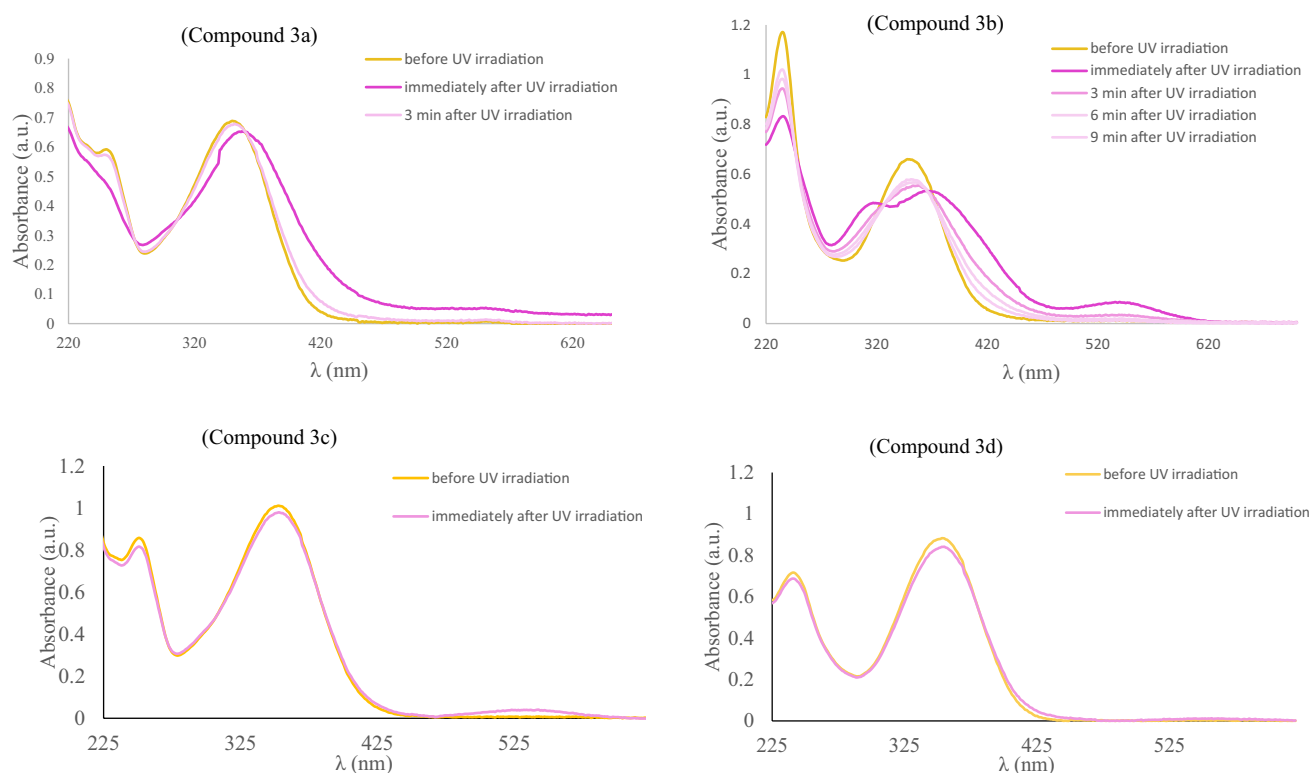 (Compound 3a)
before UV irradiation
immediately after UV irradiation
3 min after UV irradiation
0.9
0.8
0.7
0.6
0.5
0.4
0.3
0.2
0.1
0
Absorbance (a.u.)
220 320 420 520 620
λ (nm)
(Compound 3b)
before UV irradiation
immediately after UV irradiation
3 min after UV irradiation
6 min after UV irradiation
9 min after UV irradiation
1.2
1
0.8
0.6
0.4
0.2
0
Absorbance (a.u.)
220 320 420 520 620
λ (nm)
(Compound 3c)
before UV irradiation
immediately after UV irradiation
1.2
1
0.8
0.6
0.4
0.2
0
Absorbance (a.u.)
225 325 425 525
λ (nm)
(Compound 3d)
before UV irradiation
immediately after UV irradiation
1.2
1
0.8
0.6
0.4
0.2
0
Absorbance (a.u.)
225 325 425 525
λ (nm)